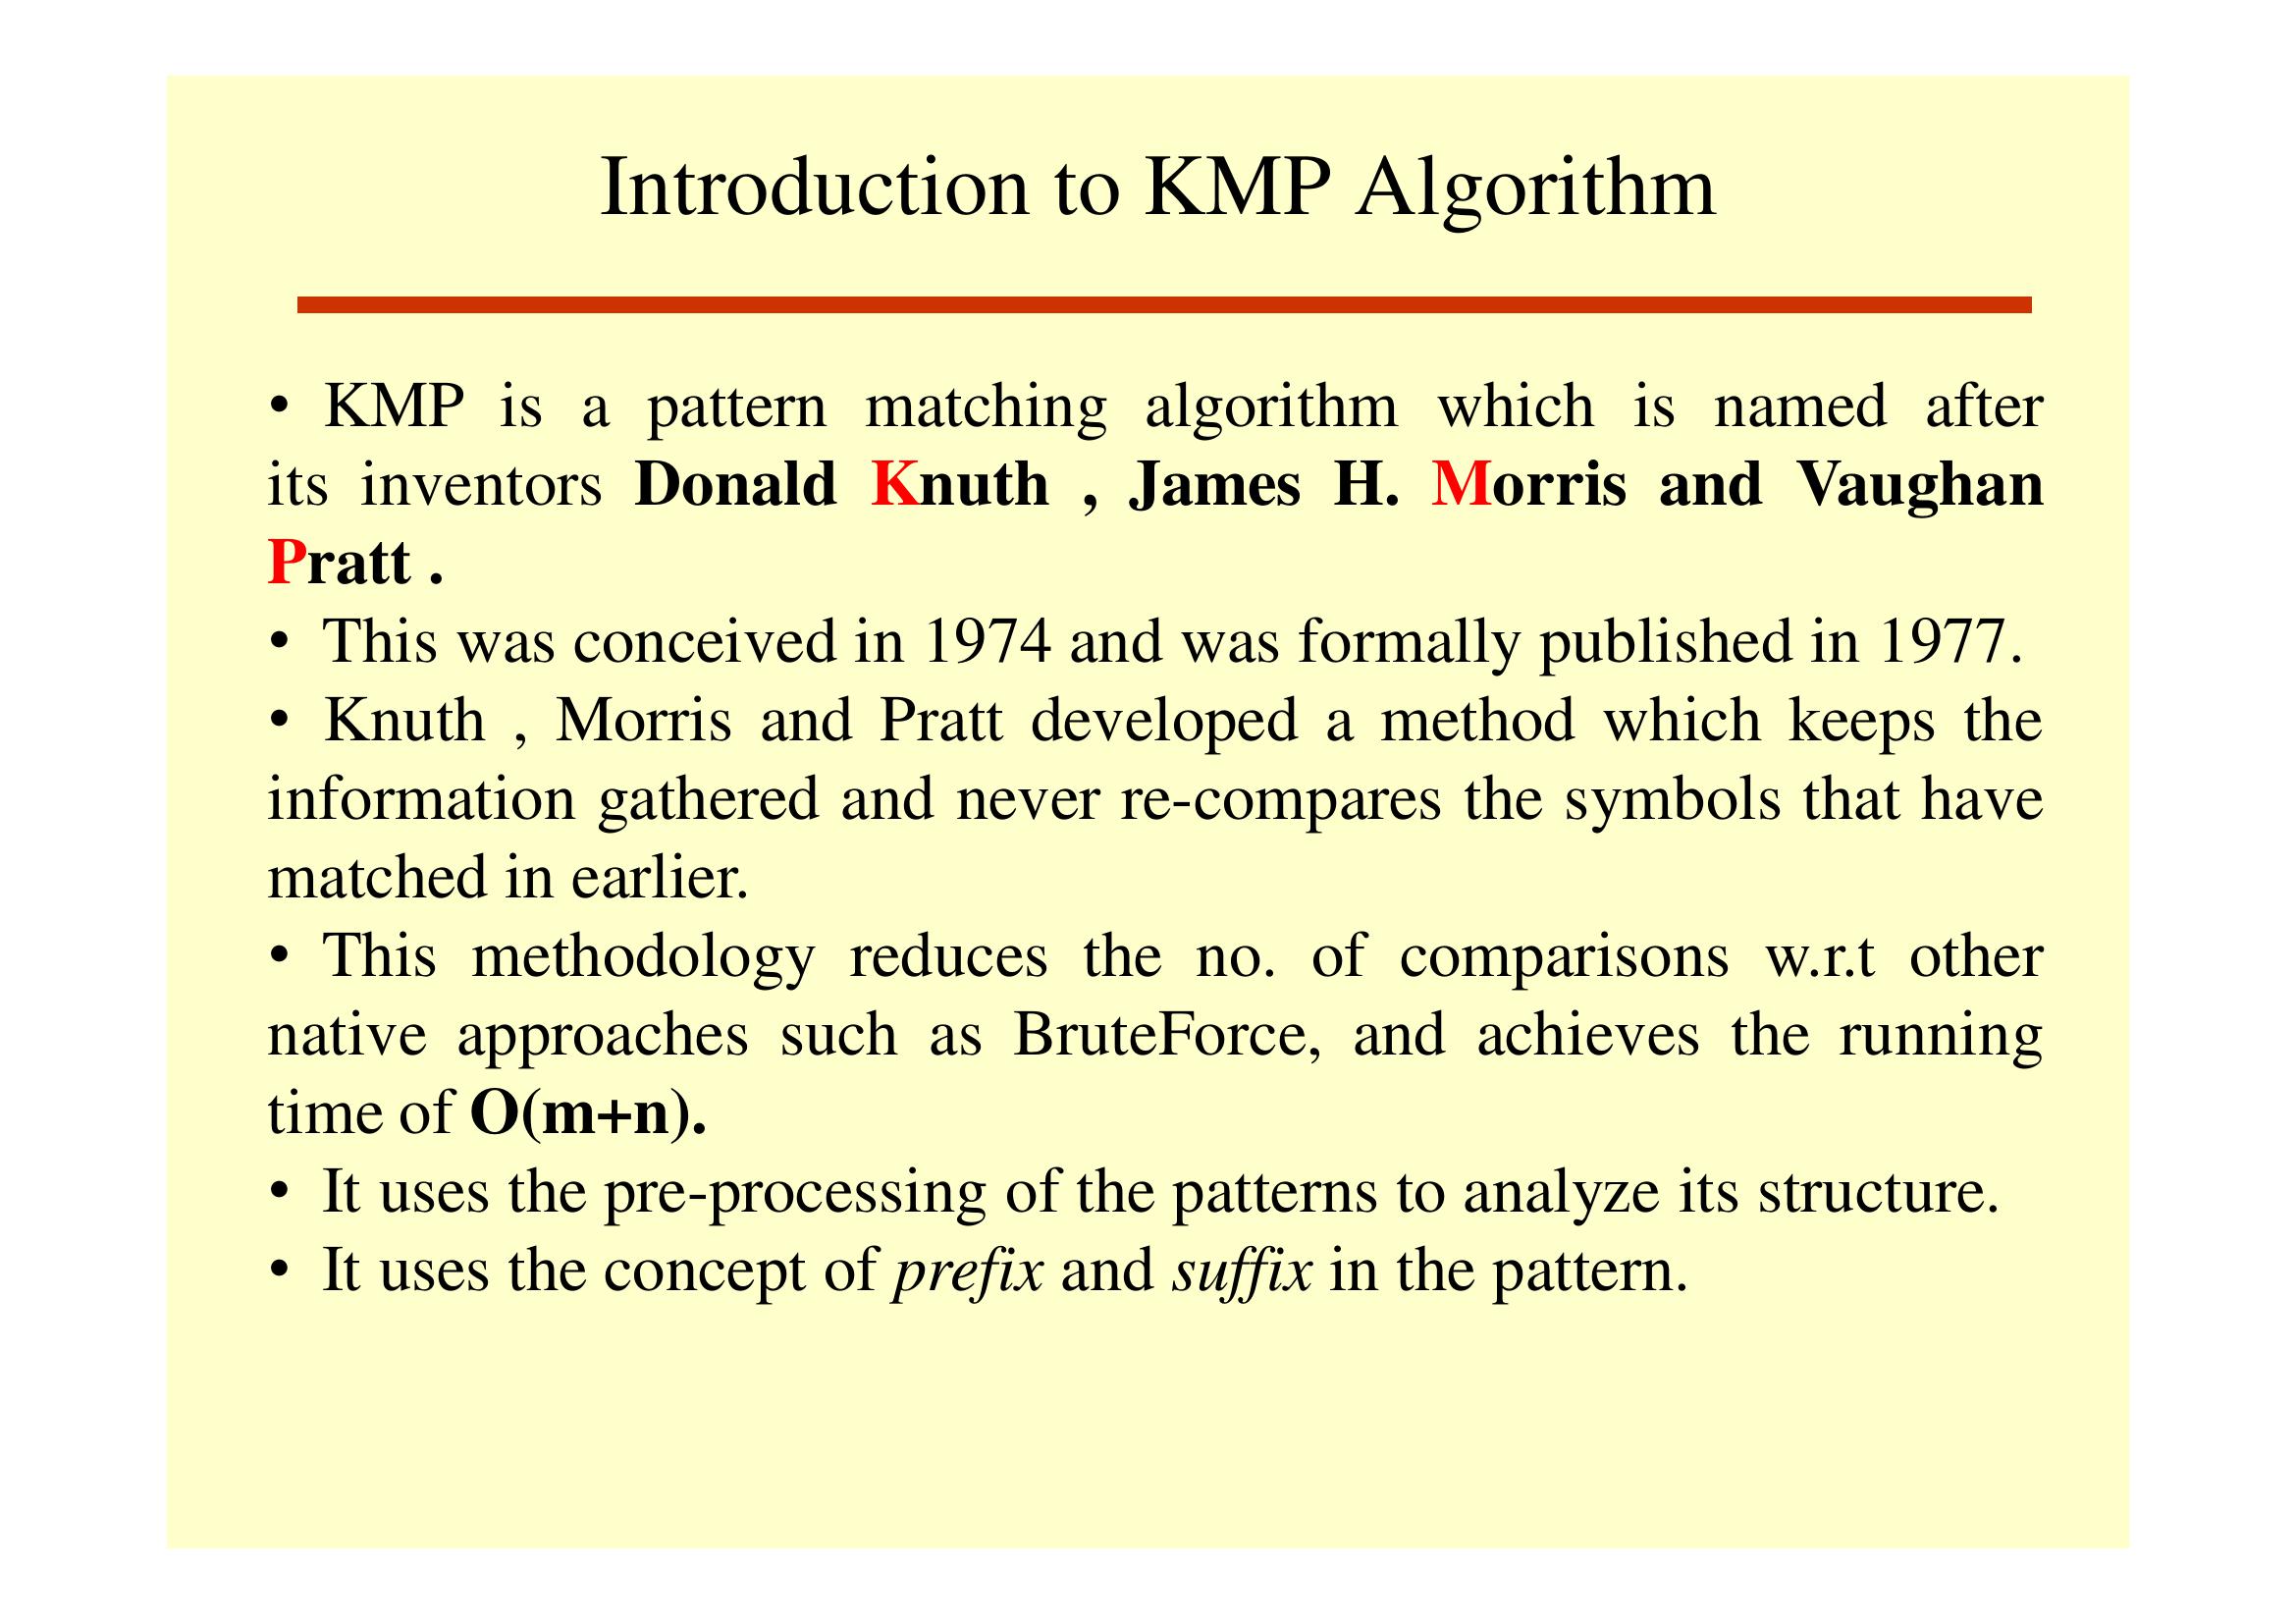 Introduction to KMP Algorithm
• KMP is a pattern matching algorithm which is named after
its inventors Donald Knuth , James H. Morris and Vaughan
Pratt .
• This was conceived in 1974 and was formally published in 1977.
• Knuth , Morris and Pratt developed a method which keeps the
information gathered and never re-compares the symbols that have
matched in earlier.
• This methodology reduces the no. of comparisons w.r.t other
native approaches such as BruteForce, and achieves the running
time of O(m+n).
• It uses the pre-processing of the patterns to analyze its structure.
• It uses the concept of prefix and suffix in the pattern.